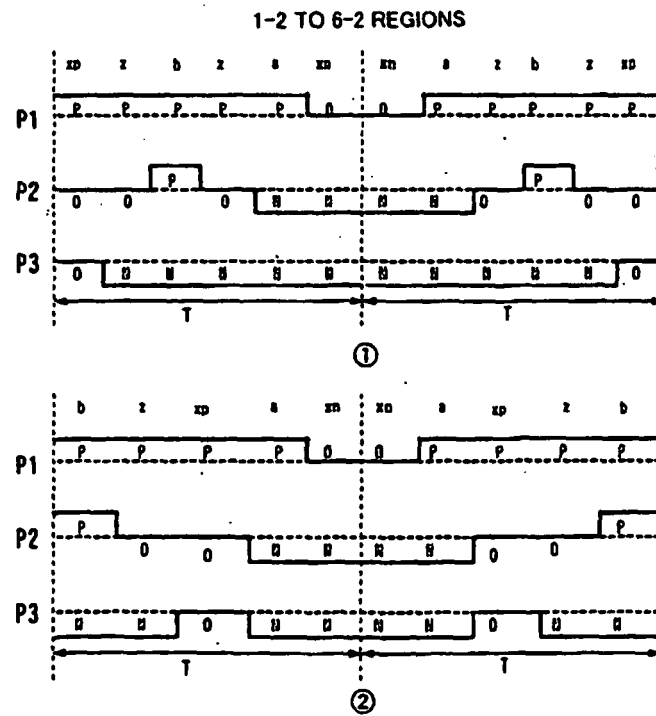 1-2 TO 6-2 REGIONS
xp z b z a xn xn a z b z xp
P1 P P P P P 0 0 P P P P P
P2 0 0 P 0 N N N N 0 P 0 0
P3 0 N N N N N N N N N N 0
T T
①
b z xp a xn xn a xp z b
P1 P P P P 0 0 P P P P
P2 P 0 0 N N N N 0 0 P
P3 N N 0 N N N N 0 N N
T T
②